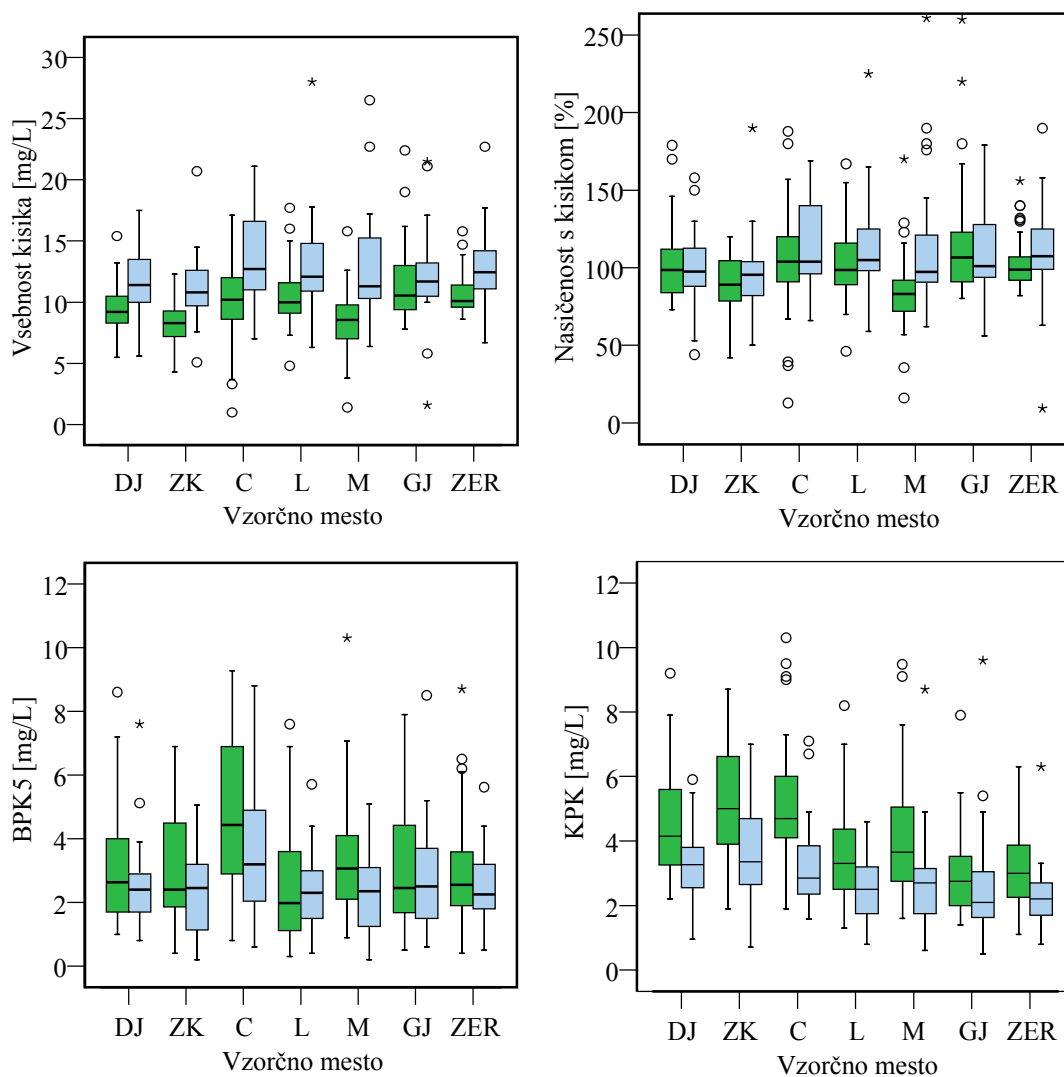 Vsebnost kisika [mg/L]
30
25
20
15
10
5
0
DJ ZK C L M GJ ZER
Vzorčno mesto
Nasičenost s kisikom [%]
250
200
150
100
50
0
DJ ZK C L M GJ ZER
Vzorčno mesto
BPK5 [mg/L]
12
10
8
6
4
2
0
DJ ZK C L M GJ ZER
Vzorčno mesto
KPK [mg/L]
12
10
8
6
4
2
0
DJ ZK C L M GJ ZER
Vzorčno mesto